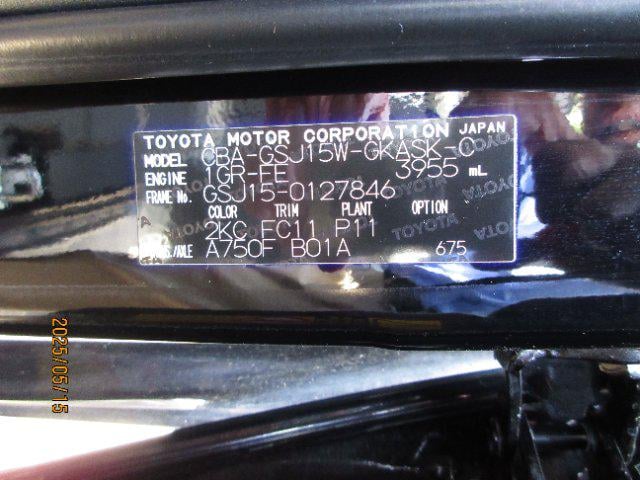 TOYOTA MOTOR CORPORATION JAPAN
MODEL CBA-GSJ15W-GKASK-C
ENGINE 1GR-FE 3955 mL
FRAME No. GSJ15-0127846
COLOR TRIM PLANT OPTION
2KC FC11 P11
A750F B01A 675
2025/05/15